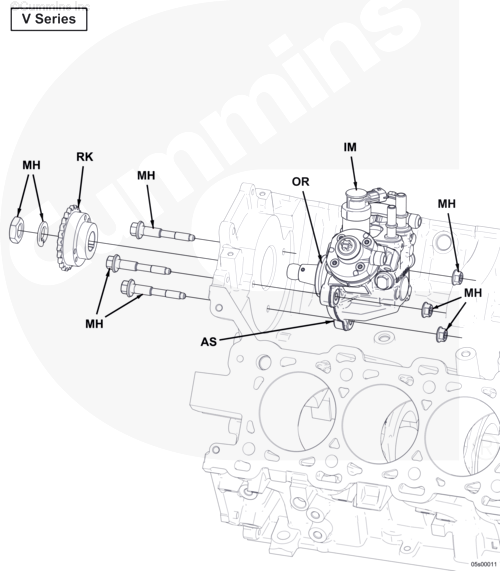 ©Cummins Inc
V Series
Cummins
IM
RK
MH
MH
OR
MH
MH
MH
AS
05a00011